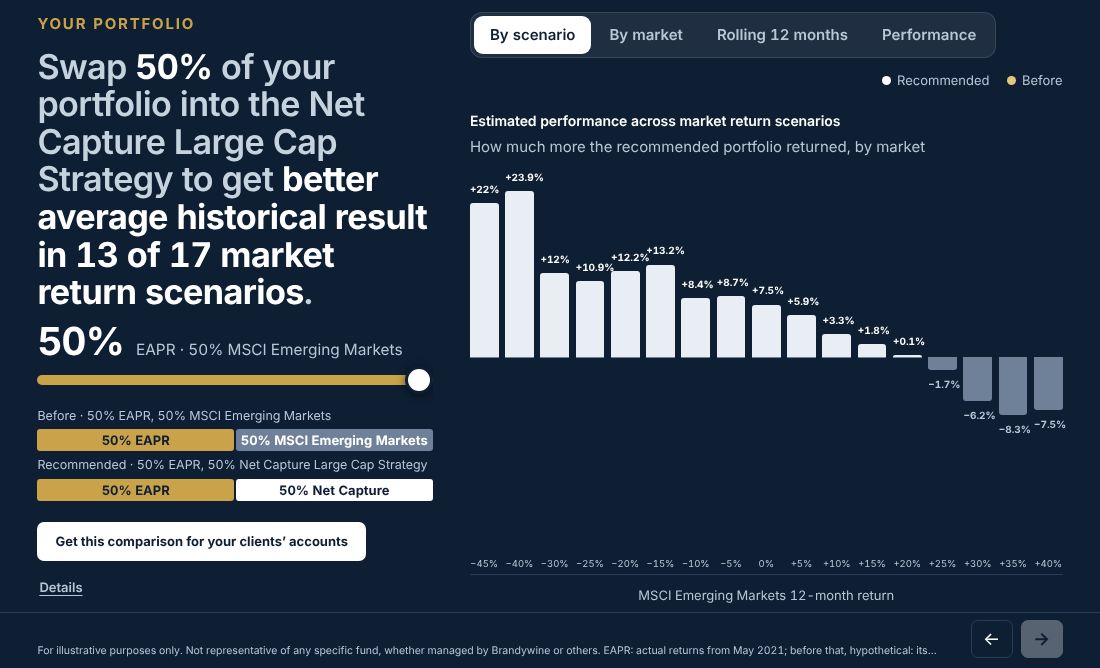 YOUR PORTFOLIO
Swap 50% of your
portfolio into the Net
Capture Large Cap
Strategy to get better
average historical result
in 13 of 17 market
return scenarios.
50% EAPR · 50% MSCI Emerging Markets
Before · 50% EAPR, 50% MSCI Emerging Markets
50% EAPR 50% MSCI Emerging Markets
Recommended · 50% EAPR, 50% Net Capture Large Cap Strategy
50% EAPR 50% Net Capture
Get this comparison for your clients’ accounts
Details
By scenario By market Rolling 12 months Performance
Recommended Before
Estimated performance across market return scenarios
How much more the recommended portfolio returned, by market
+22% +23.9% +12% +10.9% +12.2% +13.2% +8.4% +8.7% +7.5% +5.9% +3.3% +1.8% +0.1% −1.7% −6.2% −8.3% −7.5%
−45% −40% −30% −25% −20% −15% −10% −5% 0% +5% +10% +15% +20% +25% +30% +35% +40%
MSCI Emerging Markets 12-month return
For illustrative purposes only. Not representative of any specific fund, whether managed by Brandywine or others. EAPR: actual returns from May 2021; before that, hypothetical: its…
← →